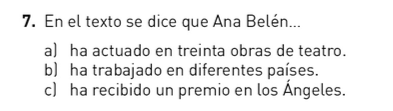 7. En el texto se dice que Ana Belén...
a) ha actuado en treinta obras de teatro.
b) ha trabajado en diferentes países.
c) ha recibido un premio en los Ángeles.